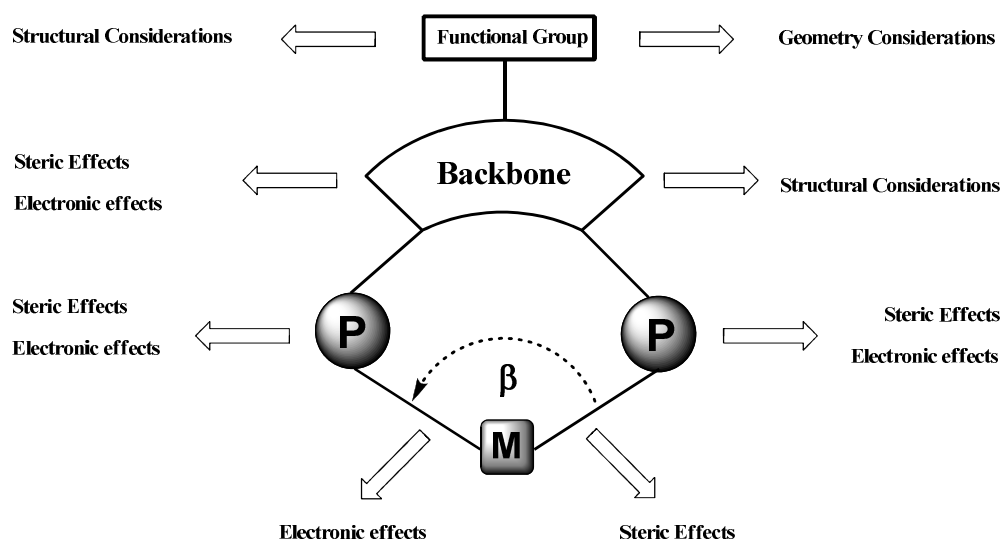 Structural Considerations
Functional Group
Geometry Considerations
Steric Effects
Electronic effects
Backbone
Structural Considerations
Steric Effects
Electronic effects
P
P
Steric Effects
Electronic effects
β
M
Electronic effects
Steric Effects